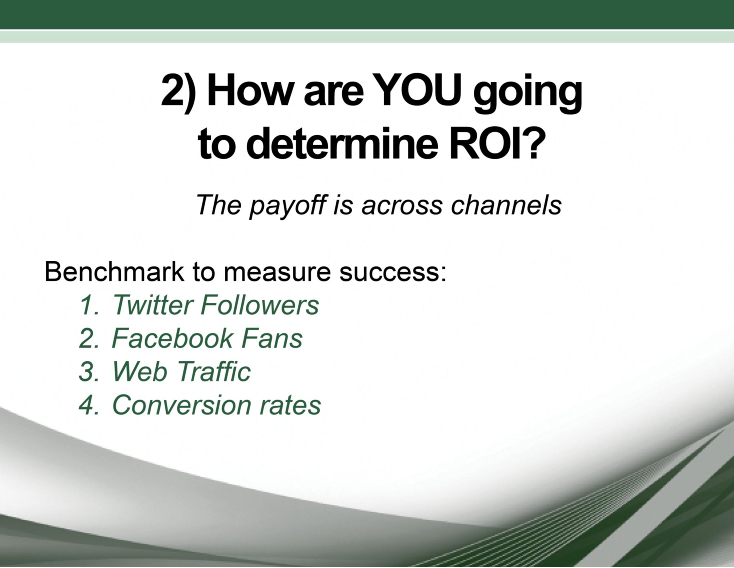 2) How are YOU going
to determine ROI?
The payoff is across channels
Benchmark to measure success:
1. Twitter Followers
2. Facebook Fans
3. Web Traffic
4. Conversion rates